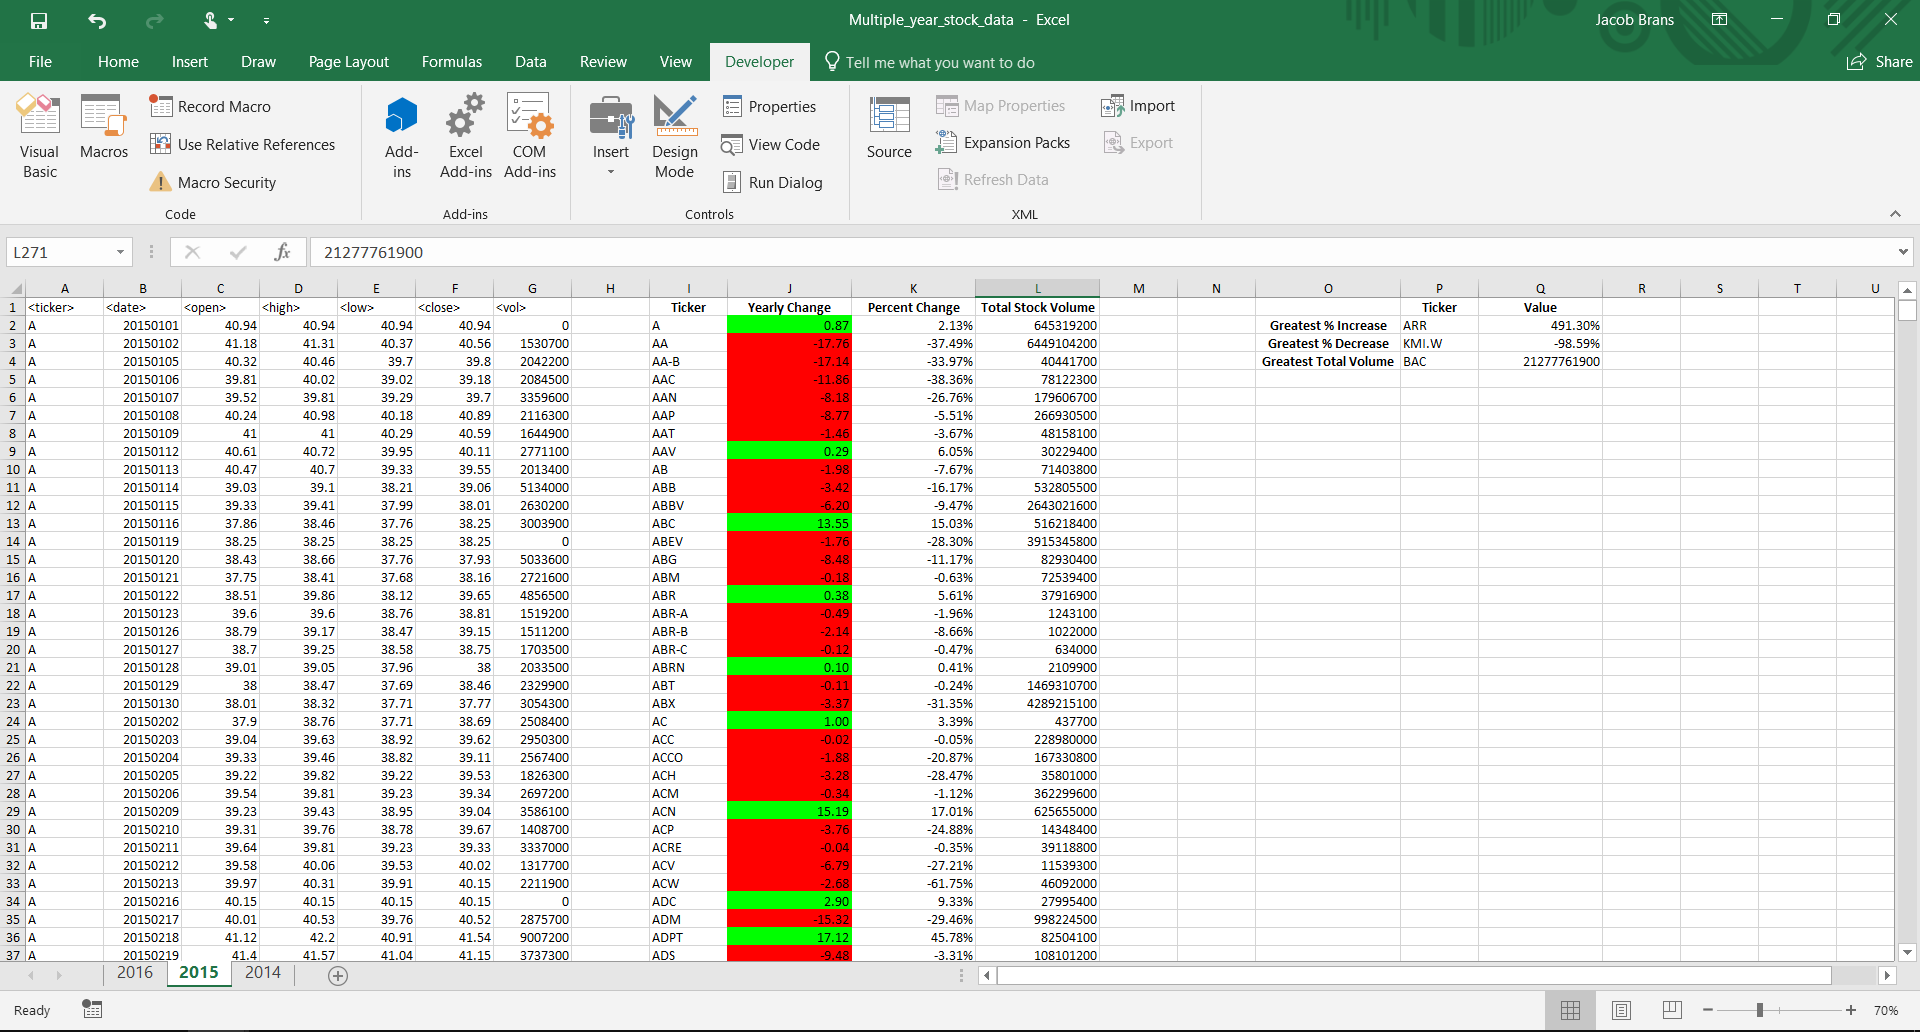 Multiple_year_stock_data - Excel
Jacob Brans
File Home Insert Draw Page Layout Formulas Data Review View Developer Tell me what you want to do Share
Visual Basic
Macros
Record Macro
Use Relative References
Macro Security
Code
Add-ins
Excel Add-ins
COM Add-ins
Add-ins
Insert
Design Mode
Properties
View Code
Run Dialog
Controls
Source
Map Properties
Expansion Packs
Refresh Data
Import
Export
XML
L271 fx 21277761900
A B C D E F G H I J K L M N O P Q R S T U
1 <ticker> <date> <open> <high> <low> <close> <vol> Ticker Yearly Change Percent Change Total Stock Volume Ticker Value
2 A 20150101 40.94 40.94 40.94 40.94 0 A 0.87 2.13% 645319200 Greatest % Increase ARR 491.30%
3 A 20150102 41.18 41.31 40.37 40.56 1530700 AA -17.76 -37.49% 6449104200 Greatest % Decrease KMI.W -98.59%
4 A 20150105 40.32 40.46 39.7 39.8 2042200 AA-B -17.14 -33.97% 40441700 Greatest Total Volume BAC 21277761900
5 A 20150106 39.81 40.02 39.02 39.18 2084500 AAC -11.86 -38.36% 78122300
6 A 20150107 39.52 39.81 39.29 39.7 3359600 AAN -8.18 -26.76% 179606700
7 A 20150108 40.24 40.98 40.18 40.89 2116300 AAP -8.77 -5.51% 266930500
8 A 20150109 41 41 40.29 40.59 1644900 AAT -1.46 -3.67% 48158100
9 A 20150112 40.61 40.72 39.95 40.11 2771100 AAV 0.29 6.05% 30229400
10 A 20150113 40.47 40.7 39.33 39.55 2013400 AB -1.98 -7.67% 71403800
11 A 20150114 39.03 39.1 38.21 39.06 5134000 ABB -3.42 -16.17% 532805500
12 A 20150115 39.33 39.41 37.99 38.01 2630200 ABBV -6.20 -9.47% 2643021600
13 A 20150116 37.86 38.46 37.76 38.25 3003900 ABC 13.55 15.03% 516218400
14 A 20150119 38.25 38.25 38.25 38.25 0 ABEV -1.76 -28.30% 3915345800
15 A 20150120 38.43 38.66 37.76 37.93 5033600 ABG -8.48 -11.17% 82930400
16 A 20150121 37.75 38.41 37.68 38.16 2721600 ABM -0.18 -0.63% 72539400
17 A 20150122 38.51 39.86 38.12 39.65 4856500 ABR 0.38 5.61% 37916900
18 A 20150123 39.6 39.6 38.76 38.81 1519200 ABR-A -0.49 -1.96% 1243100
19 A 20150126 38.79 39.17 38.47 39.15 1511200 ABR-B -2.14 -8.66% 1022000
20 A 20150127 38.7 39.25 38.58 38.75 1703500 ABR-C -0.12 -0.47% 634000
21 A 20150128 39.01 39.05 37.96 38 2033500 ABRN 0.10 0.41% 2109900
22 A 20150129 38 38.47 37.69 38.46 2329900 ABT -0.11 -0.24% 1469310700
23 A 20150130 38.01 38.32 37.71 37.77 3054300 ABX -3.37 -31.35% 4289215100
24 A 20150202 37.9 38.76 37.71 38.69 2508400 AC 1.00 3.39% 437700
25 A 20150203 39.04 39.63 38.92 39.62 2950300 ACC -0.02 -0.05% 228980000
26 A 20150204 39.33 39.46 38.82 39.11 2567400 ACCO -1.88 -20.87% 167330800
27 A 20150205 39.22 39.82 39.22 39.53 1826300 ACH -3.28 -28.47% 35801000
28 A 20150206 39.54 39.81 39.23 39.34 2697200 ACM -0.34 -1.12% 362299600
29 A 20150209 39.23 39.43 38.95 39.04 3586100 ACN 15.19 17.01% 625655000
30 A 20150210 39.31 39.76 38.78 39.67 1408700 ACP -3.76 -24.88% 14348400
31 A 20150211 39.64 39.81 39.23 39.33 3337000 ACRE -0.04 -0.35% 39118800
32 A 20150212 39.58 40.06 39.53 40.02 1317700 ACV -6.79 -27.21% 11539300
33 A 20150213 39.97 40.31 39.91 40.15 2211900 ACW -2.68 -61.75% 46092000
34 A 20150216 40.15 40.15 40.15 40.15 0 ADC 2.90 9.33% 27995400
35 A 20150217 40.01 40.53 39.76 40.52 2875700 ADM -15.32 -29.46% 998224500
36 A 20150218 41.12 42.2 40.91 41.54 9007200 ADPT 17.12 45.78% 82504100
37 A 20150219 41.4 41.57 41.04 41.15 3737300 ADS -9.48 -3.31% 108101200
2016 2015 2014
Ready 70%